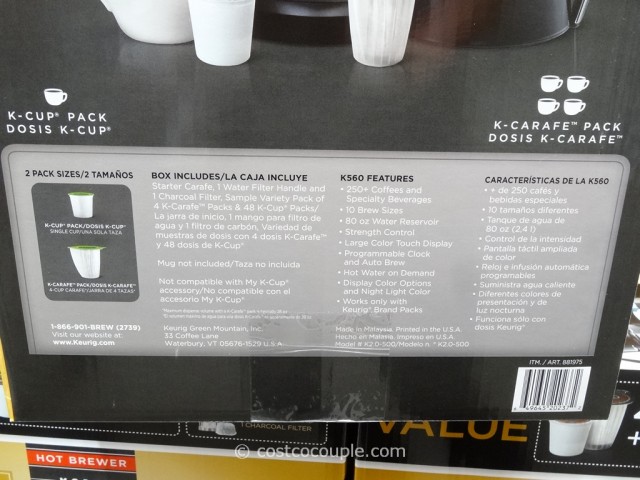 K-CUP® PACK
DOSIS K-CUP®
K-CARAFE™ PACK
DOSIS K-CARAFE™
2 PACK SIZES/2 TAMAÑOS
K-CUP® PACK/DOSIS K-CUP®
SINGLE CUP/UNA SOLA TAZA
K-CARAFE™ PACK/DOSIS K-CARAFE™
4-CUP CARAFE/JARRA DE 4 TAZAS*
1-866-901-BREW (2739)
Visit our website at:
www.Keurig.com
BOX INCLUDES/LA CAJA INCLUYE
Starter Carafe, 1 Water Filter Handle and
1 Charcoal Filter, Sample Variety Pack of
4 K-Carafe™ Packs & 48 K-Cup® Packs/
La jarra de inicio, 1 mango para filtro de
agua y 1 filtro de carbón, Variedad de
muestras de dosis con 4 dosis K-Carafe™
y 48 dosis de K-Cup®
Mug not included/Taza no incluida
Not compatible with My K-Cup®
accessory/No compatible con el
accesorio My K-Cup®
Keurig Green Mountain, Inc.
33 Coffee Lane
Waterbury, VT 05676-1529 U.S.A.
K560 FEATURES
• 250+ Coffees and
Specialty Beverages
• 10 Brew Sizes
• 80 oz Water Reservoir
• Strength Control
• Large Color Touch Display
• Programmable Clock
and Auto Brew
• Hot Water on Demand
• Display Color Options
and Night Light Color
• Works only with
Keurig® Brand Packs
Made in Malaysia, Printed in the U.S.A.
Hecho en Malasia, Impreso en U.S.A.
Model # K2.0-500/Modelo n. ° K2.0-500
CARACTERÍSTICAS DE LA K560
• + de 250 cafés y
bebidas especiales
• 10 tamaños diferentes
• Tanque de agua de
80 oz (2,4 l)
• Control de la intensidad
• Pantalla táctil ampliada
de color
• Reloj e infusión automática
programables
• Suministra agua caliente
• Diferentes colores de
presentación y de
luz nocturna
• Funciona sólo con
dosis Keurig®
ITM. / ART. 881975
1 CHARCOAL FILTER
VALUE
HOT BREWER
© costcocouple.com